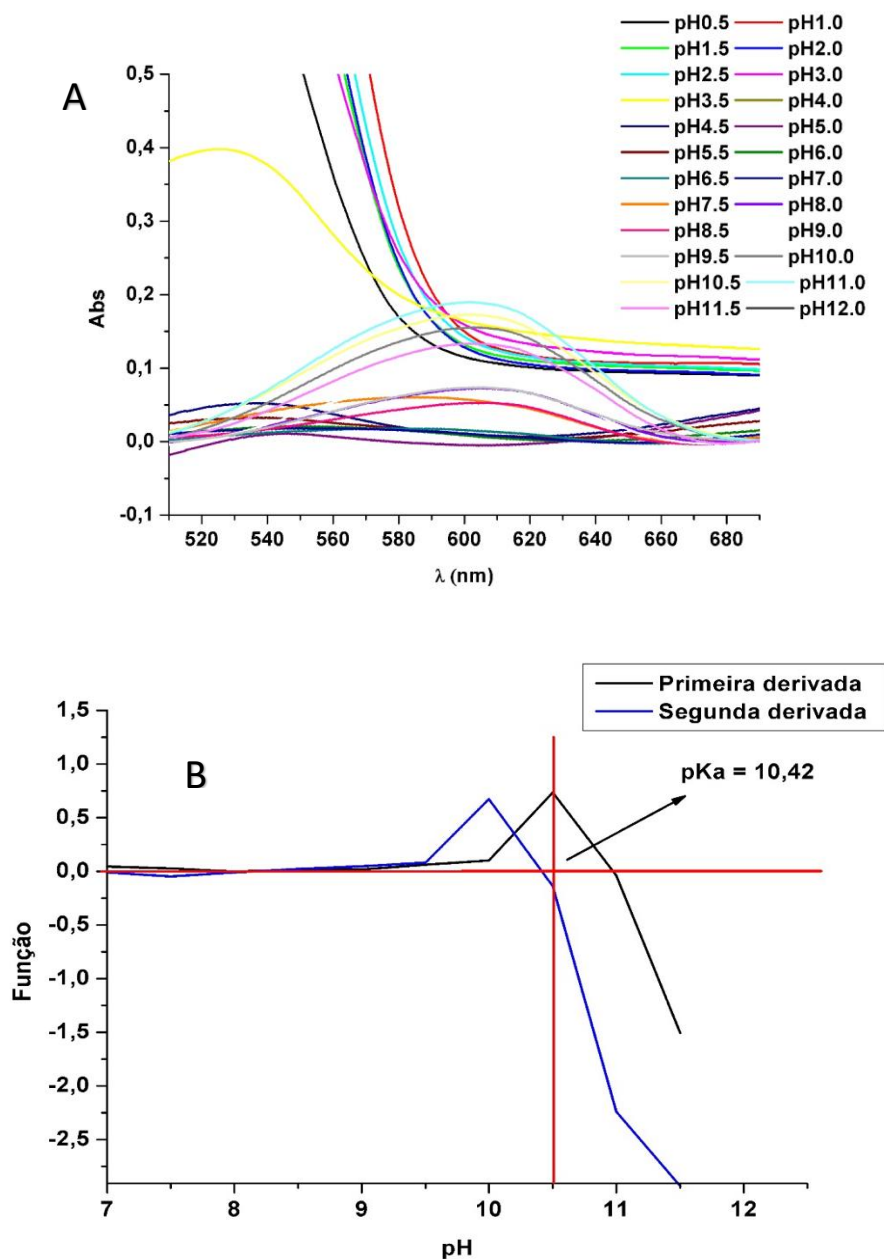 pH0.5 pH1.0
pH1.5 pH2.0
pH2.5 pH3.0
pH3.5 pH4.0
pH4.5 pH5.0
pH5.5 pH6.0
pH6.5 pH7.0
pH7.5 pH8.0
pH8.5 pH9.0
pH9.5 pH10.0
pH10.5 pH11.0
pH11.5 pH12.0
A
Abs
0,5
0,4
0,3
0,2
0,1
0,0
-0,1
520 540 560 580 600 620 640 660 680
λ (nm)
Primeira derivada
Segunda derivada
B
pKa = 10,42
Função
1,5
1,0
0,5
0,0
-0,5
-1,0
-1,5
-2,0
-2,5
7 8 9 10 11 12
pH